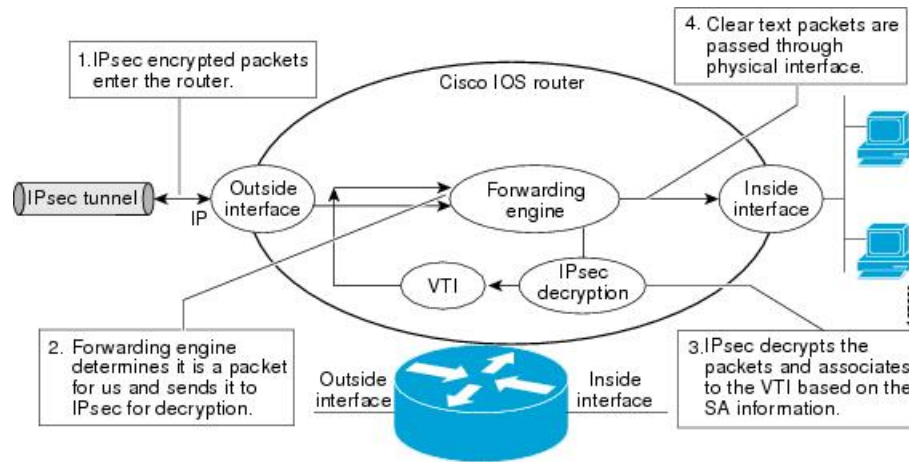 1. IPsec encrypted packets
enter the router.
4. Clear text packets are
passed through
physical interface.
Cisco IOS router
IPsec tunnel
IP
Outside
interface
Forwarding
engine
Inside
interface
VTI
IPsec
decryption
2. Forwarding engine
determines it is a packet
for us and sends it to
IPsec for decryption.
Outside
interface
Inside
interface
3. IPsec decrypts the
packets and associates
to the VTI based on the
SA information.